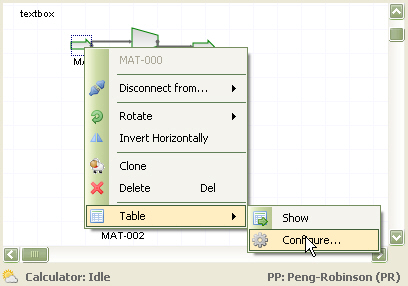 textbox
MA
MAT-000
Disconnect from...
Rotate
Invert Horizontally
Clone
Delete Del
Table
Show
Configure...
MAT-002
Calculator: Idle PP: Peng-Robinson (PR)